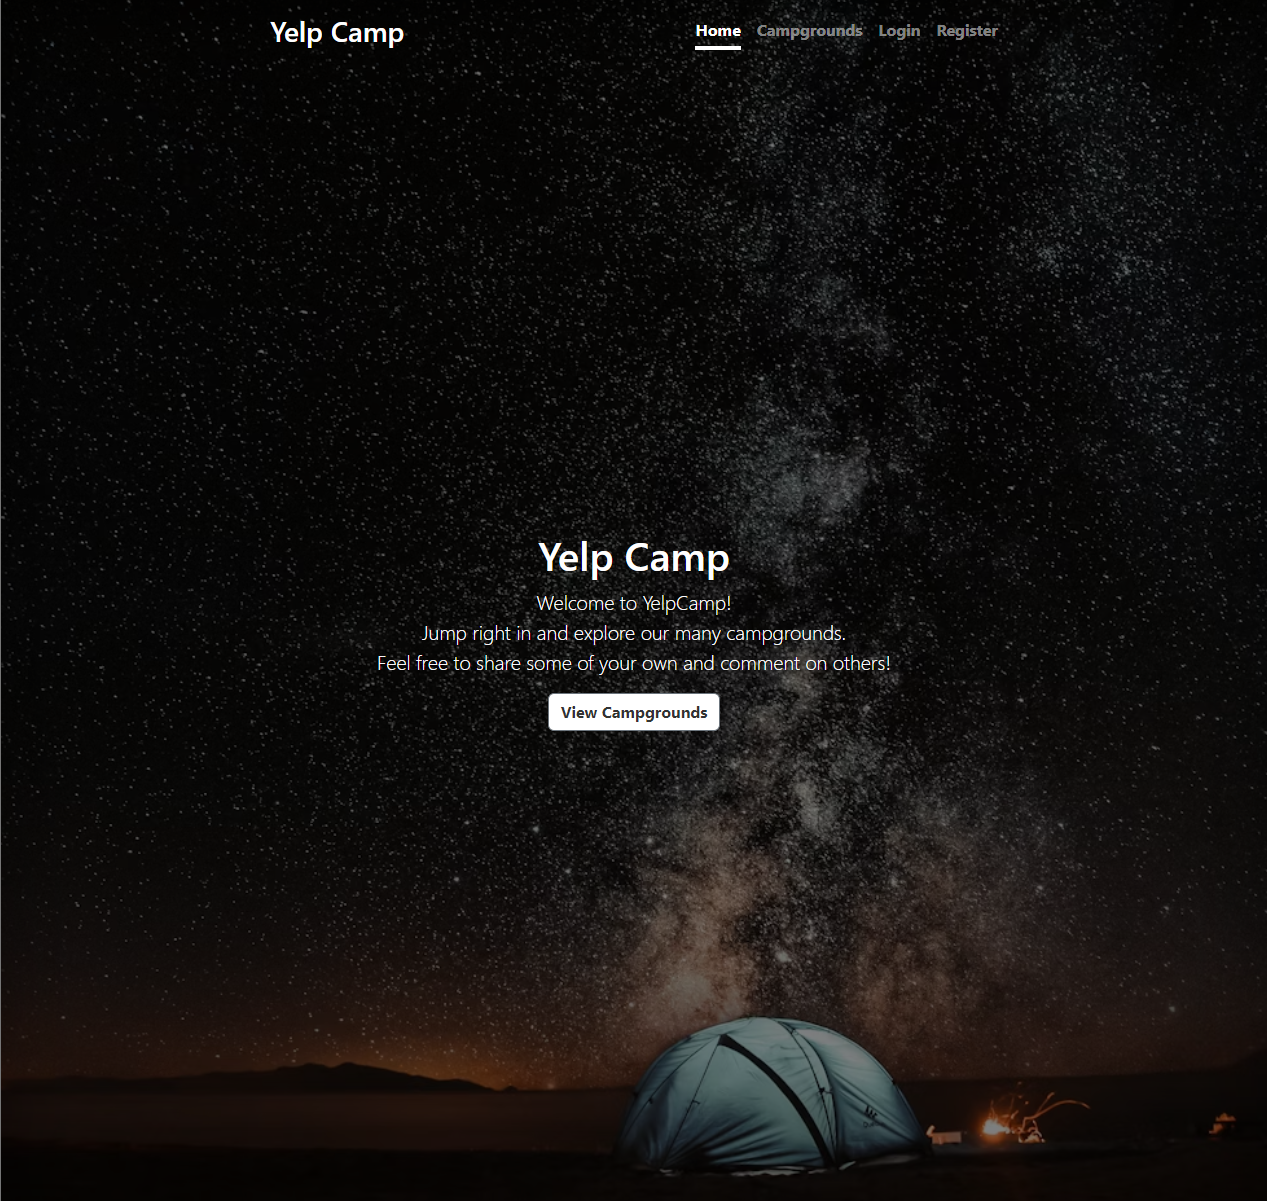 Yelp Camp
Home Campgrounds Login Register
Yelp Camp
Welcome to YelpCamp!
Jump right in and explore our many campgrounds.
Feel free to share some of your own and comment on others!
View Campgrounds